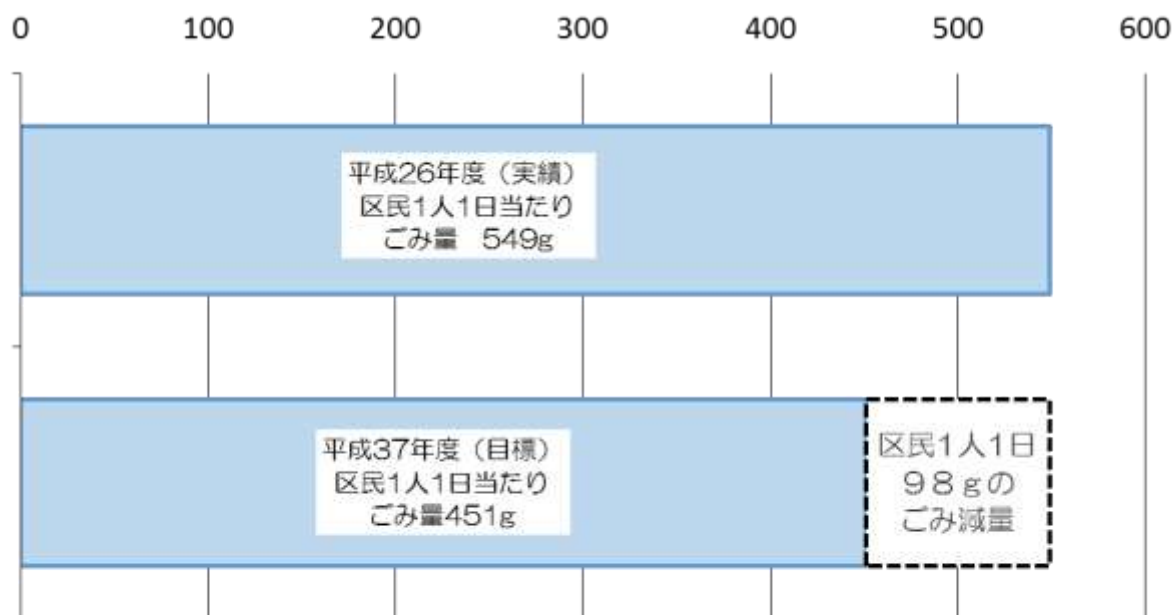 0 100 200 300 400 500 600
平成26年度（実績）
区民1人1日当たり
ごみ量　549g
平成37年度（目標）
区民1人1日当たり
ごみ量451g
区民1人1日
９８ｇの
ごみ減量